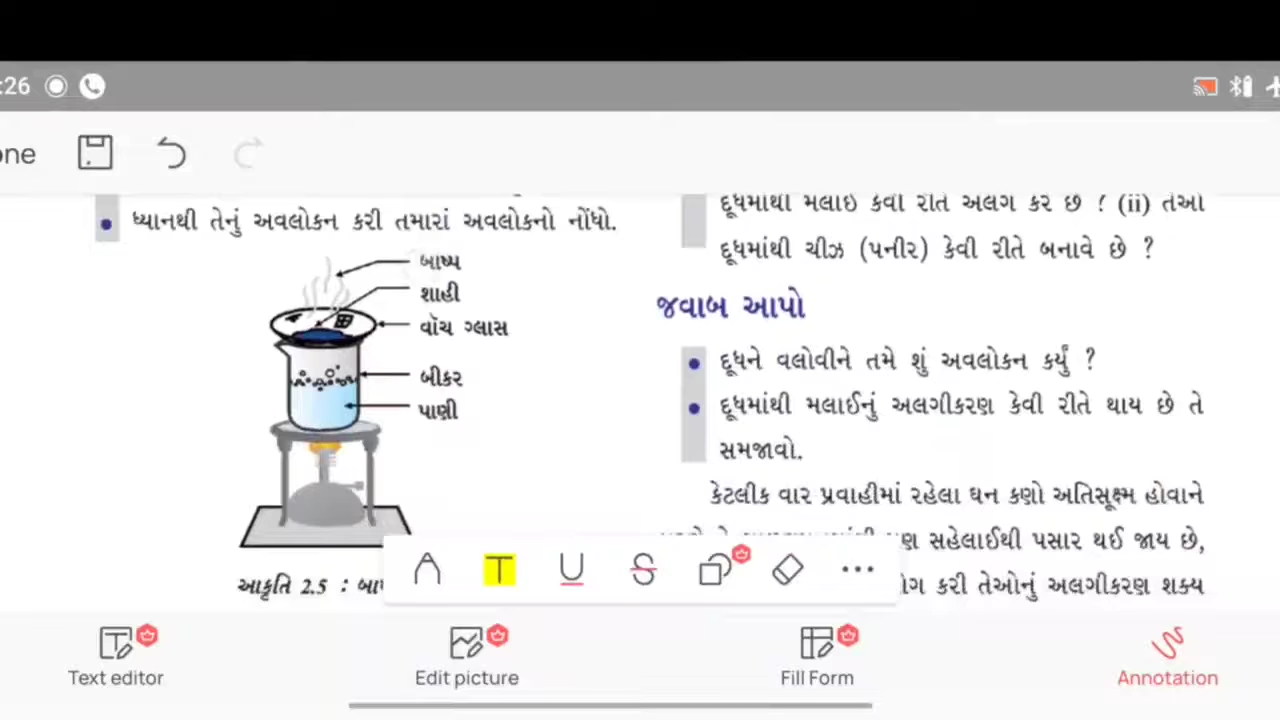 :26
one
ધ્યાનથી તેનું અવલોકન કરી તમારાં અવલોકનો નોંધો.
બાષ્પ
શાહી
વૉચ ગ્લાસ
બીકર
પાણી
આકૃતિ 2.5 :
દૂધમાંથી મલાઈ કેવી રીતે અલગ કરે છે ? (ii) તેઓ
દૂધમાંથી ચીઝ (પનીર) કેવી રીતે બનાવે છે ?
જવાબ આપો
• દૂધને વલોવીને તમે શું અવલોકન કર્યું ?
• દૂધમાંથી મલાઈનું અલગીકરણ કેવી રીતે થાય છે તે
સમજાવો.
કેટલીક વાર પ્રવાહીમાં રહેલા ઘન કણો અતિસૂક્ષ્મ હોવાને
સહેલાઈથી પસાર થઈ જાય છે,
કરી તેઓનું અલગીકરણ શક્ય
Text editor
Edit picture
Fill Form
Annotation